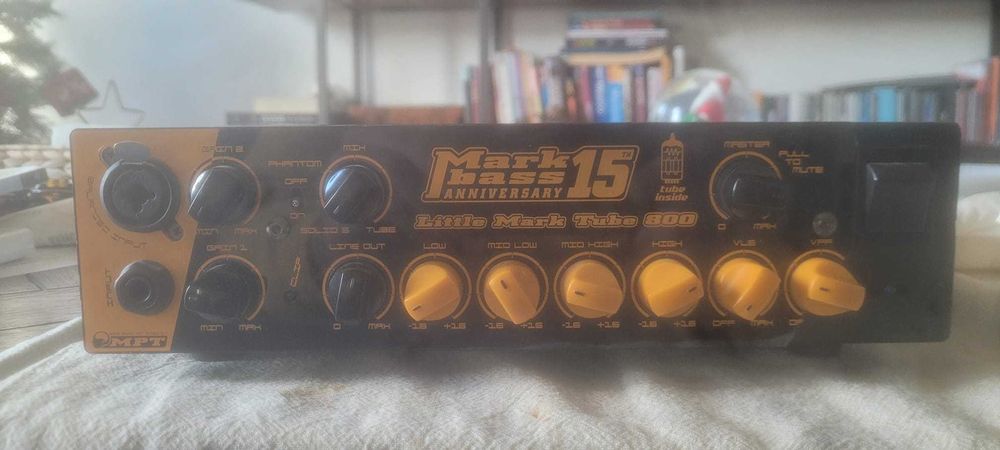 GAIN 2
PHANTOM
OFF
ON
MIX
SOLID S
TUBE
MIN
MAX
INPUT
GAIN 1
MIN
MAX
LINE OUT
0
MAX
MPT
Mark
bass 15TH
ANNIVERSARY
Little Mark Tube 800
tube
inside
MASTER
PULL
TO
MUTE
0
MAX
LOW
-16
+16
MID LOW
-16
+16
MID HIGH
-16
+16
HIGH
-16
+16
VLE
OFF
MAX
VPF